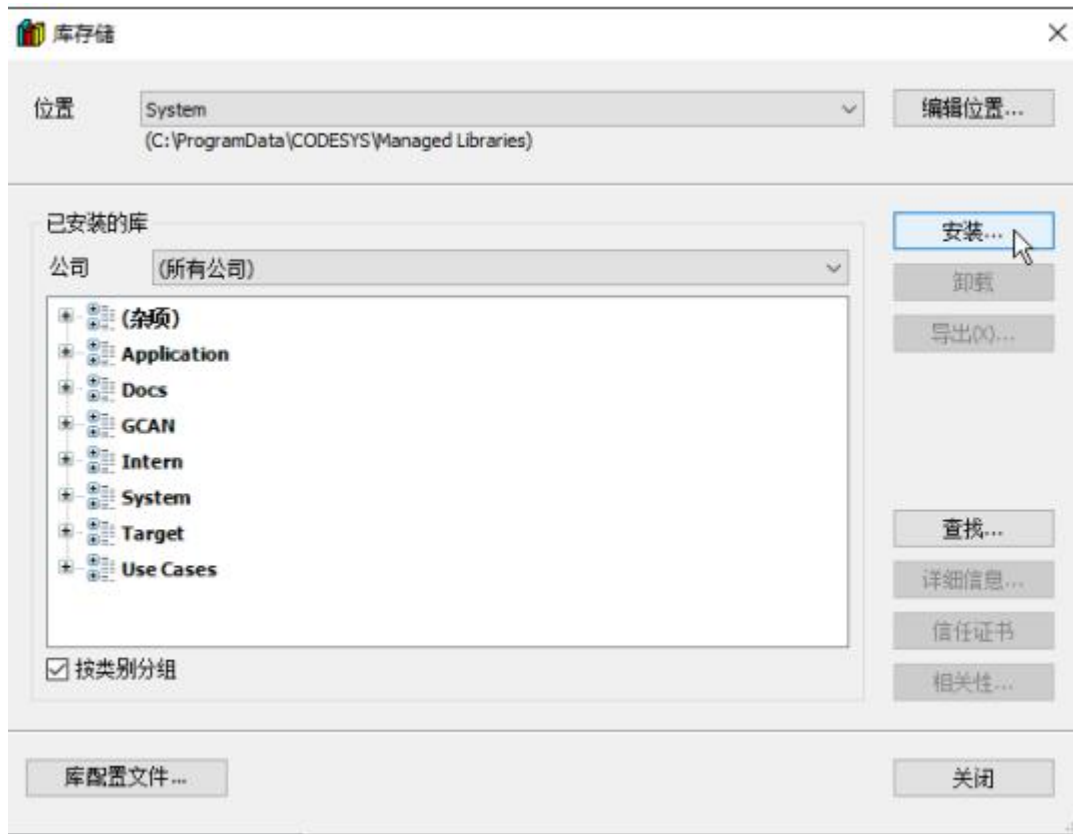 库存储
位置 System 编辑位置...
(C:\ProgramData\CODESYS\Managed Libraries)
已安装的库
安装...
公司 (所有公司)
卸载
导出(X)...
(杂项)
Application
Docs
GCAN
Intern
System
Target
Use Cases
查找...
详细信息...
信任证书
按类别分组
相关性...
库配置文件...
关闭